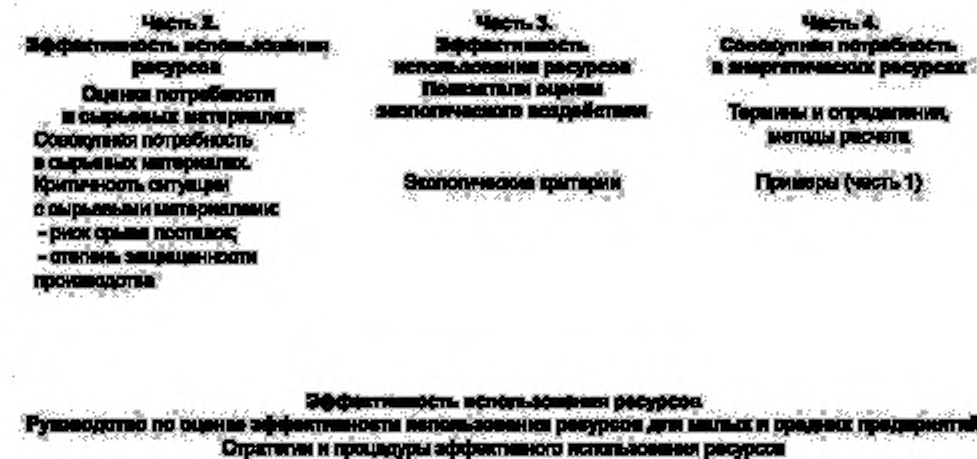 Часть 2.
Эффективность использования
ресурсов
Оценка потребности
в сырьевых материалах
Совокупная потребность
в сырьевых материалах.
Критичность ситуации
с сырьевыми материалами:
- риск срыва поставок;
- степень защищенности
производства
Часть 3.
Эффективность
использования ресурсов
Показатели оценки
экологического воздействия
Экологические критерии
Часть 4.
Совокупная потребность
в энергетических ресурсах
Термины и определения,
методы расчета
Примеры (часть 1)
Эффективность использования ресурсов
Руководство по оценке эффективности использования ресурсов для малых и средних предприятий
Стратегии и процедуры эффективного использования ресурсов